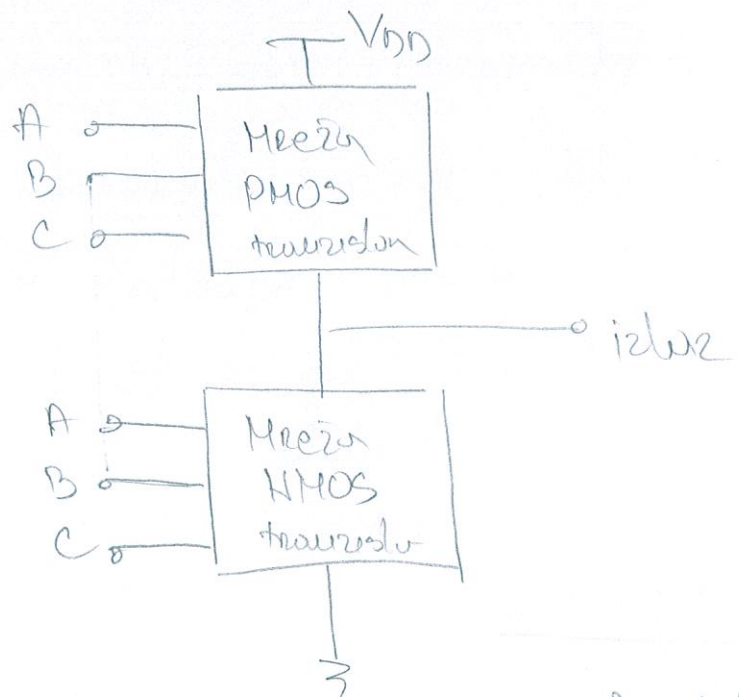 VDD
A
B
C
Mreža
PMOS
tranzistora
izlaz
A
B
C
Mreža
NMOS
tranzistora